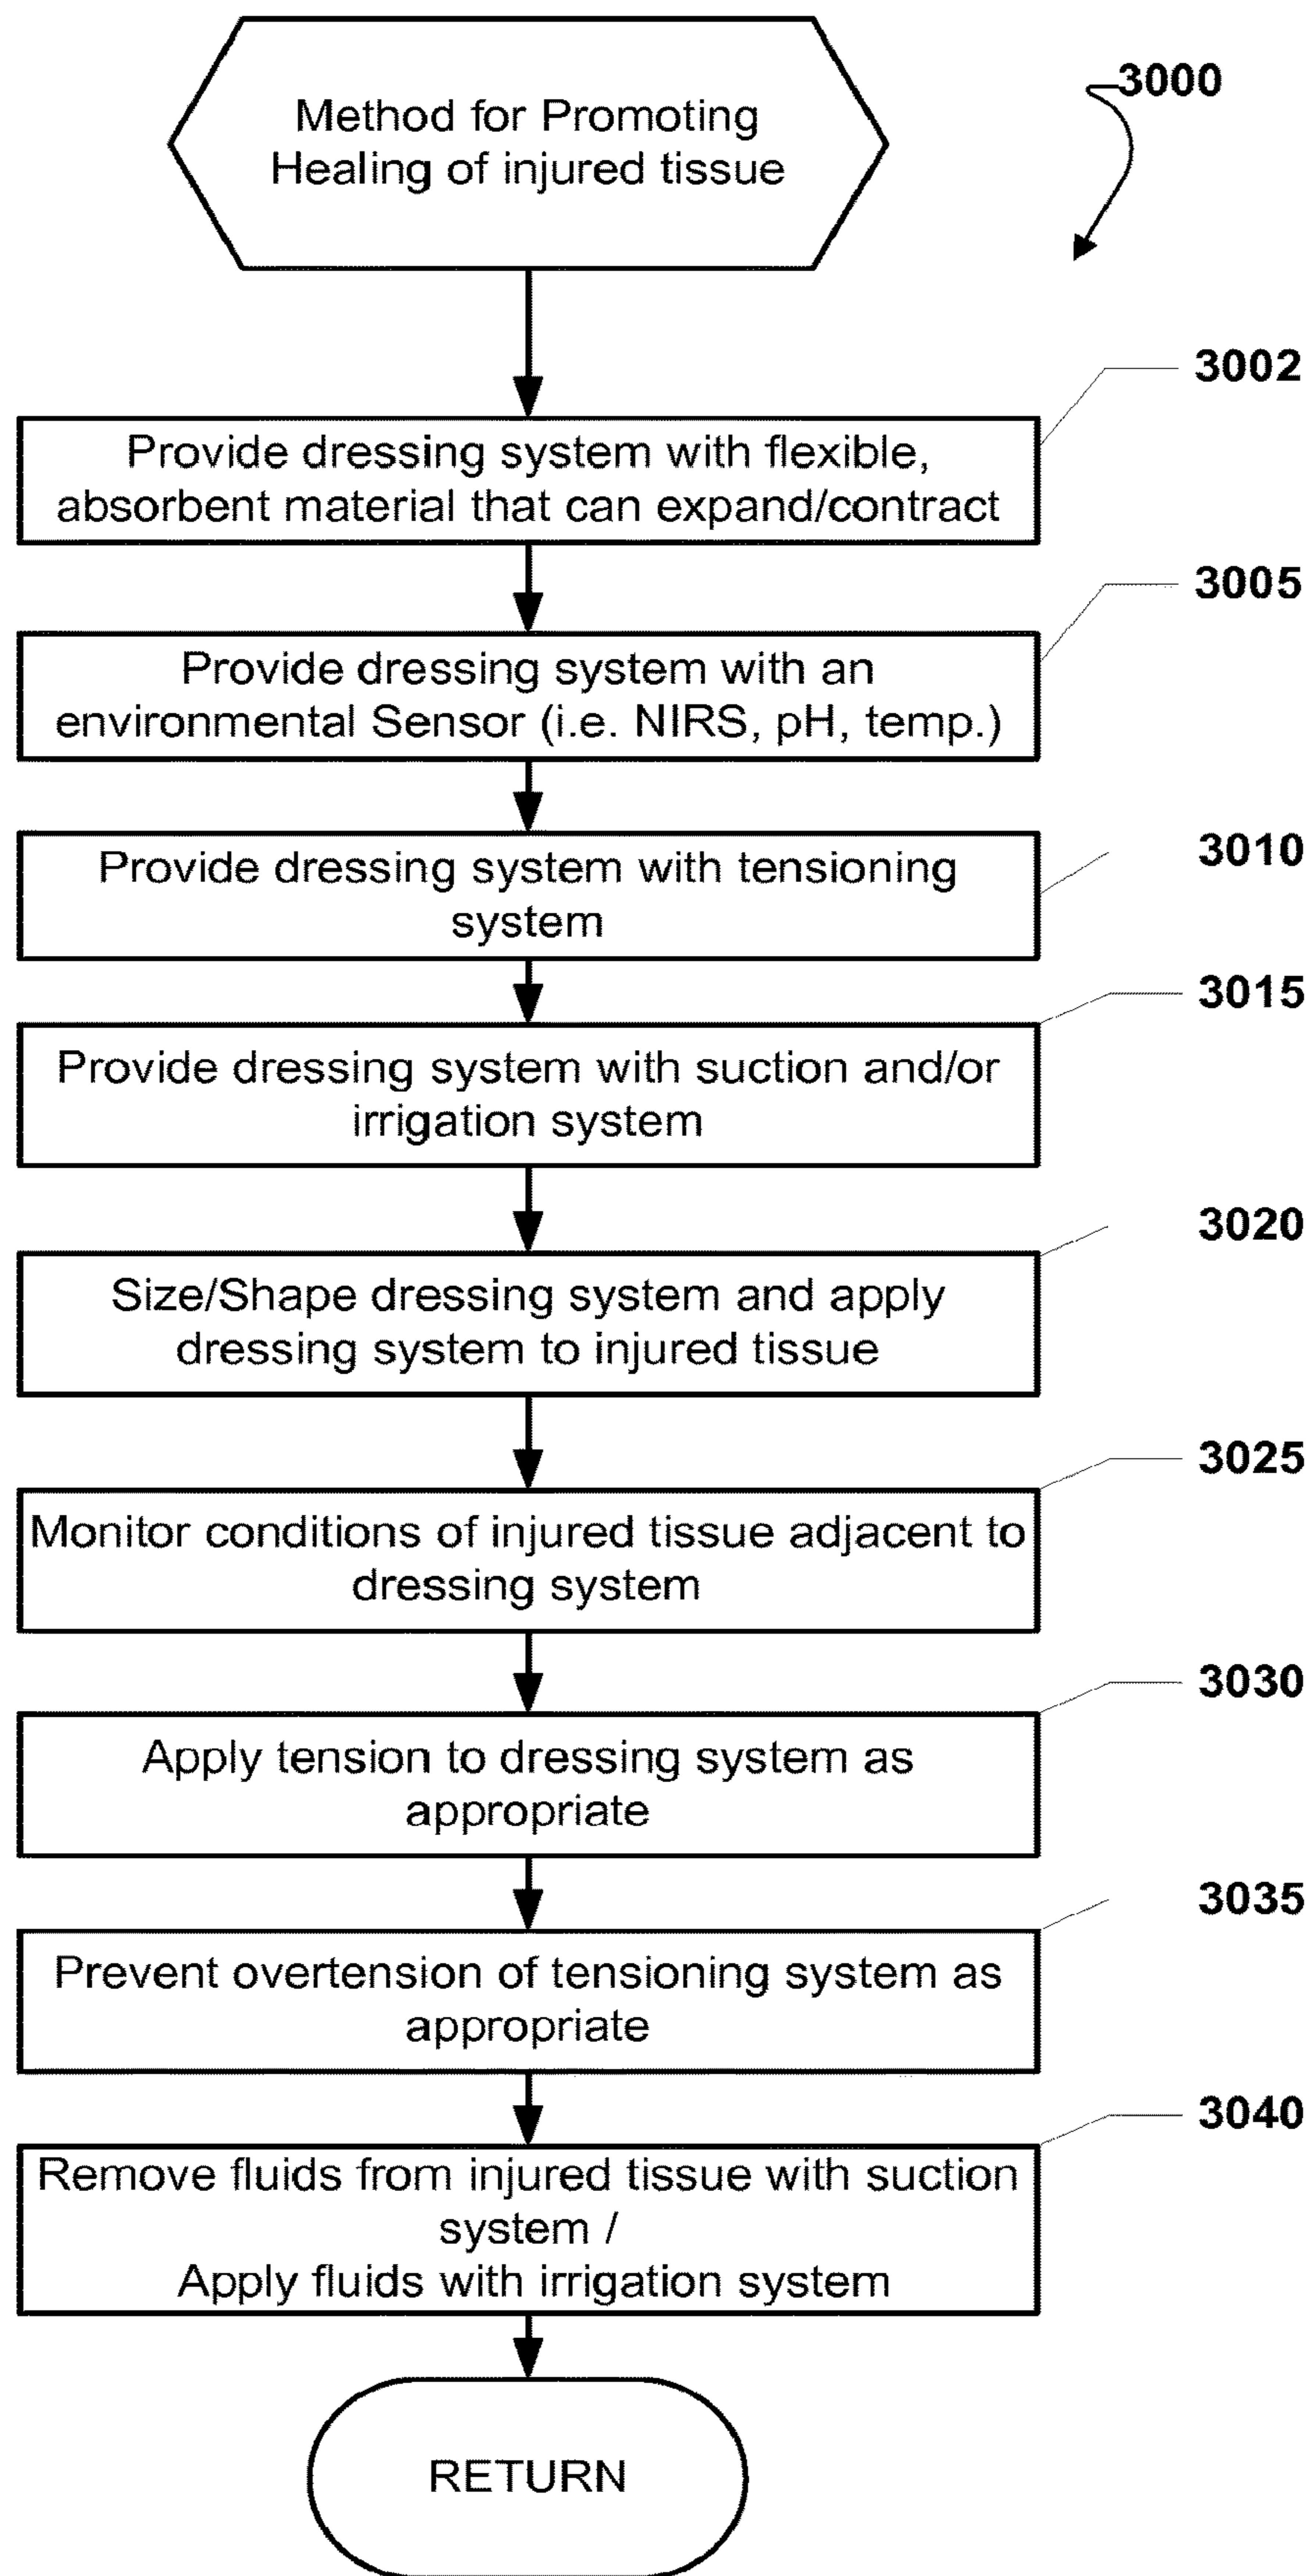 Method for Promoting
Healing of injured tissue
3000
3002
Provide dressing system with flexible,
absorbent material that can expand/contract
3005
Provide dressing system with an
environmental Sensor (i.e. NIRS, pH, temp.)
3010
Provide dressing system with tensioning
system
3015
Provide dressing system with suction and/or
irrigation system
3020
Size/Shape dressing system and apply
dressing system to injured tissue
3025
Monitor conditions of injured tissue adjacent to
dressing system
3030
Apply tension to dressing system as
appropriate
3035
Prevent overtension of tensioning system as
appropriate
3040
Remove fluids from injured tissue with suction
system /
Apply fluids with irrigation system
RETURN